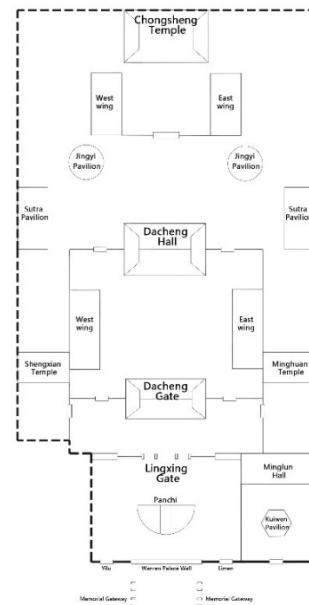 Chongsheng
Temple
West
wing
East
wing
Jingyi
Pavilion
Jingyi
Pavilion
Sutra
Pavilion
Sutra
Pavilion
Dacheng
Hall
West
wing
East
wing
Shengxian
Temple
Minghuan
Temple
Dacheng
Gate
Lingxing
Gate
Minglun
Hall
Panchi
Kuiwen
Pavilion
Yilu Wanren Palace Wall Limen
Memorial Gateway Memorial Gateway